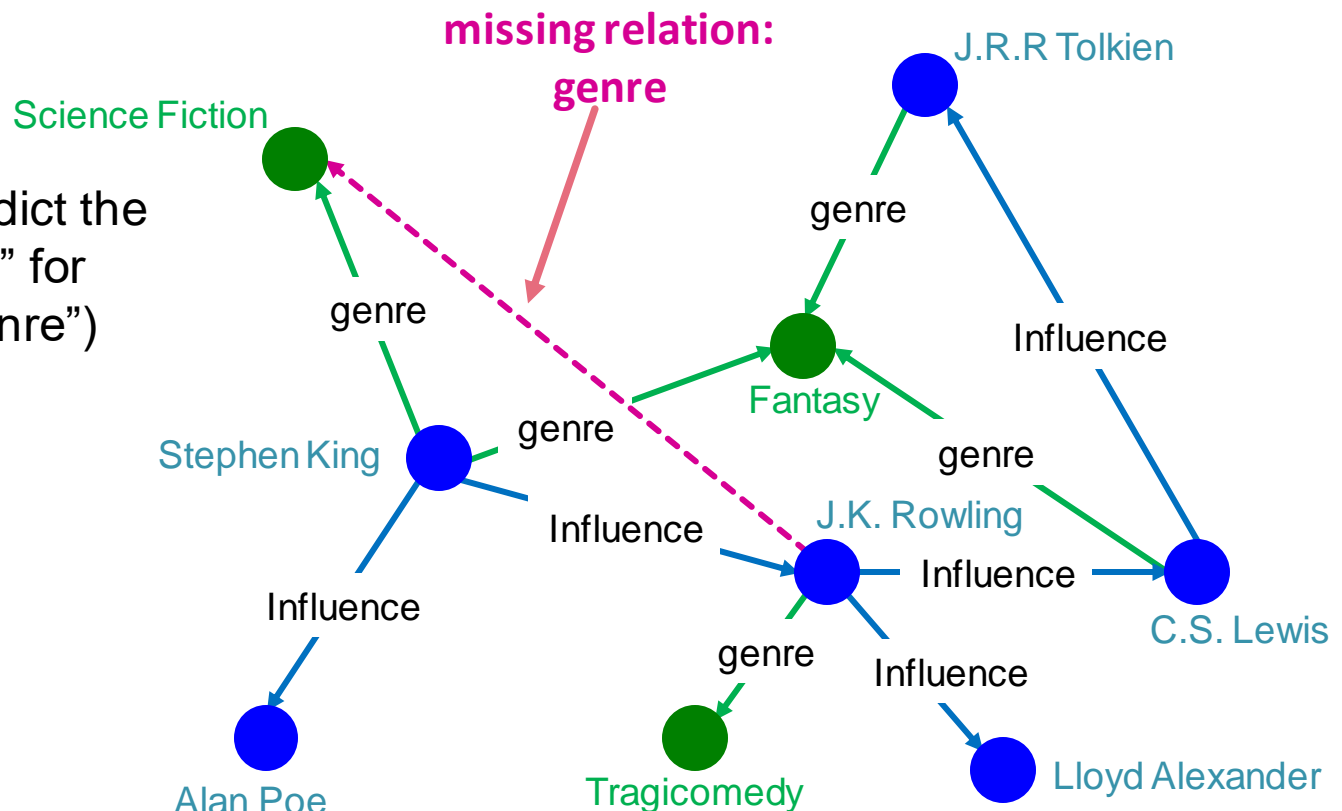 missing relation:
genre
J.R.R Tolkien
Science Fiction
dict the
” for
nre”)
genre
genre
Influence
Fantasy
genre
Stephen King
genre
J.K. Rowling
Influence
Influence
Influence
C.S. Lewis
genre
Influence
Tragicomedy
Lloyd Alexander
Alan Poe